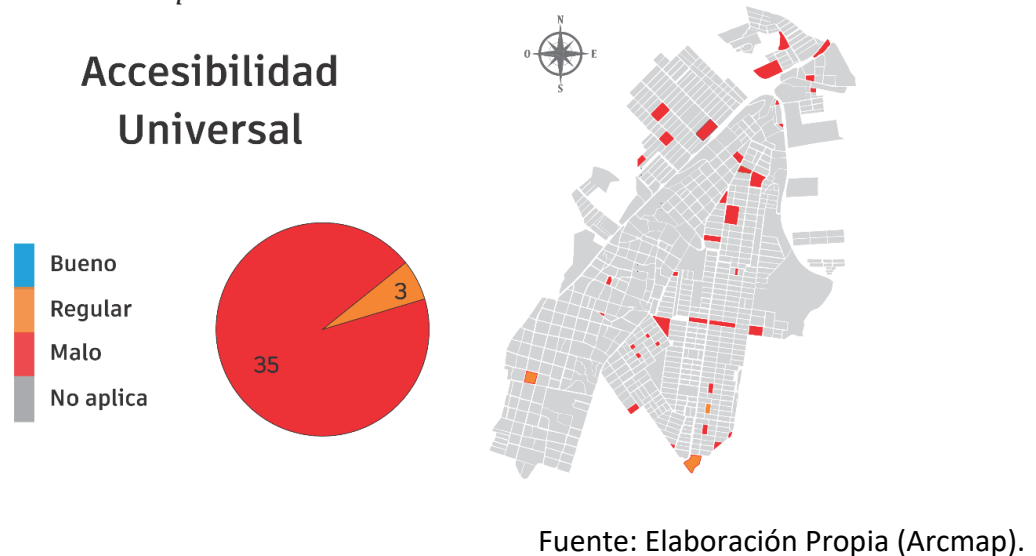 Accesibilidad
Universal
N
O
E
S
Bueno
Regular
Malo
No aplica
3
35
Fuente: Elaboración Propia (Arcmap).